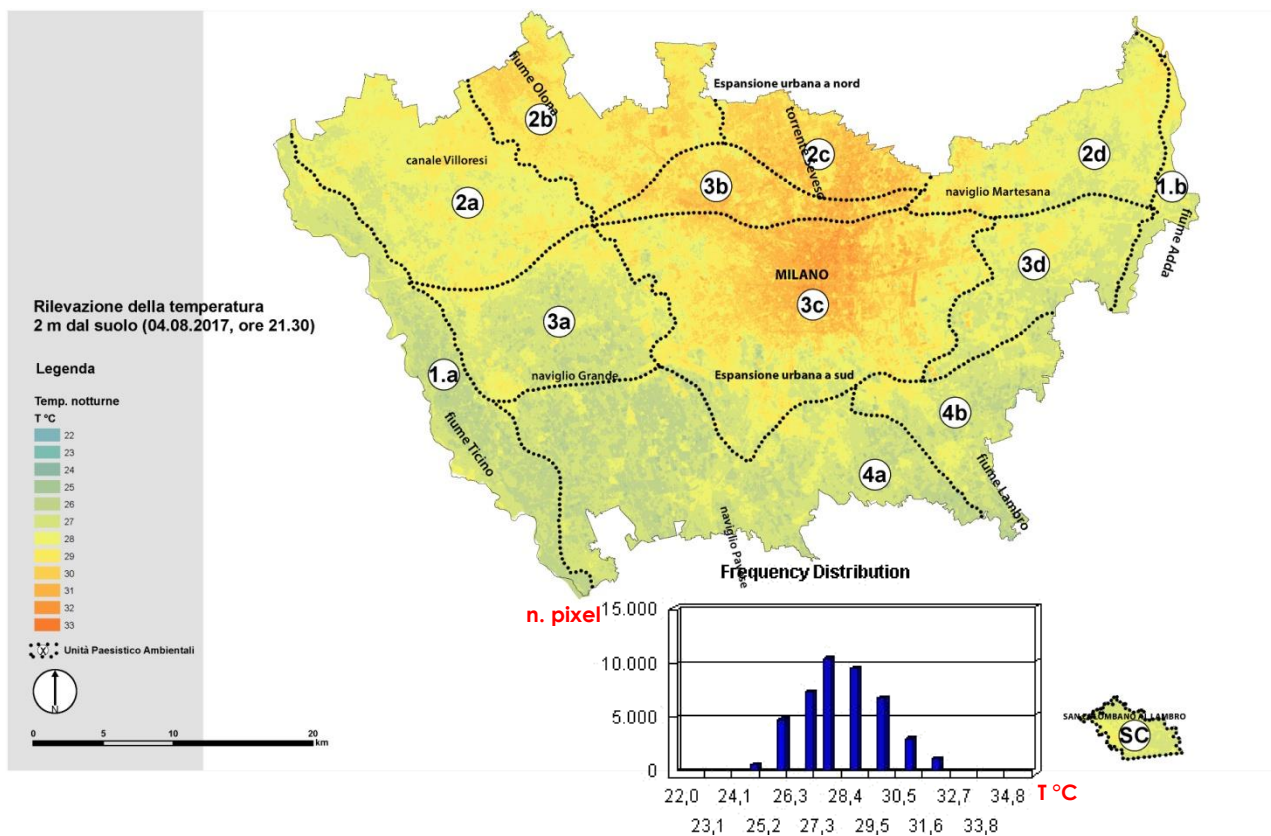 Espansione urbana a nord
fiume Olona
2b
torrente Seveso
2c
2d
canale Villoresi
3b
1.b
2a
naviglio Martesana
fiume Adda
3d
MILANO
3c
Rilevazione della temperatura
2 m dal suolo (04.08.2017, ore 21.30)
3a
Legenda
1.a
naviglio Grande
Espansione urbana a sud
Temp. notturne
T °C
22
23
24
25
26
27
28
29
30
31
32
33
4b
fiume Ticino
4a
fiume Lambro
naviglio Pavese
X
Unità Paesistico Ambientali
N
0 5 10 20
km
Frequency Distribution
n. pixel
15.000
10.000
5.000
0
22,0 24,1 26,3 28,4 30,5 32,7 34,8
23,1 25,2 27,3 29,5 31,6 33,8
T °C
SAN COLOMBANO AL LAMBRO
SC